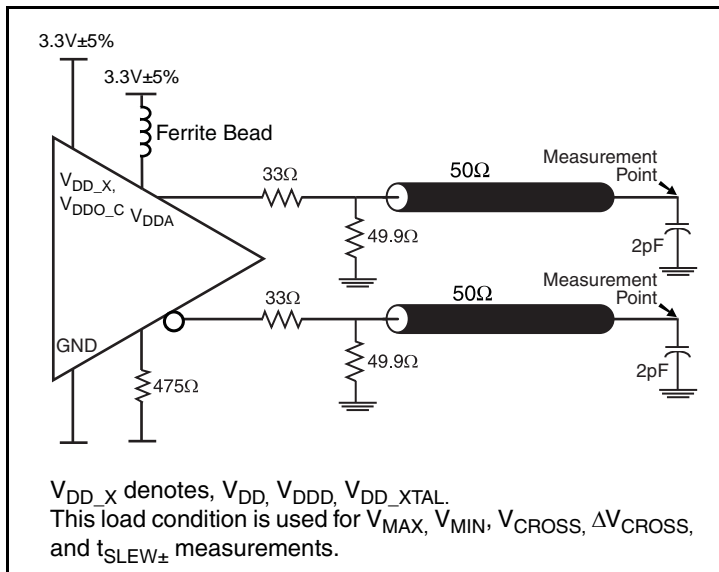 3.3V±5%
3.3V±5%
Ferrite Bead
V_DD_X,
V_DDO_C
V_DDA
33Ω
49.9Ω
50Ω
Measurement
Point
2pF
33Ω
49.9Ω
50Ω
Measurement
Point
2pF
GND
475Ω
V_DD_X denotes, V_DD, V_DDD, V_DD_XTAL.
This load condition is used for V_MAX, V_MIN, V_CROSS, ΔV_CROSS,
and t_SLEW± measurements.